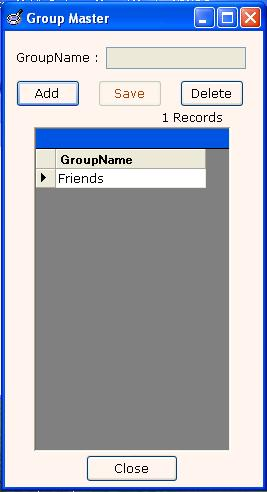 Group Master
GroupName :
Add Save Delete
1 Records
GroupName
Friends
Close